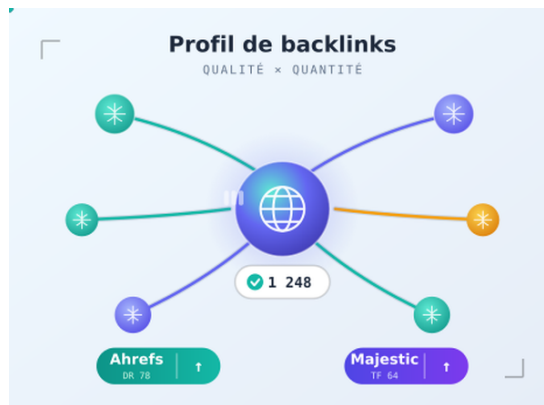 Profil de backlinks
QUALITÉ × QUANTITÉ
1 248
Ahrefs ↑
DR 78
Majestic ↑
TF 64